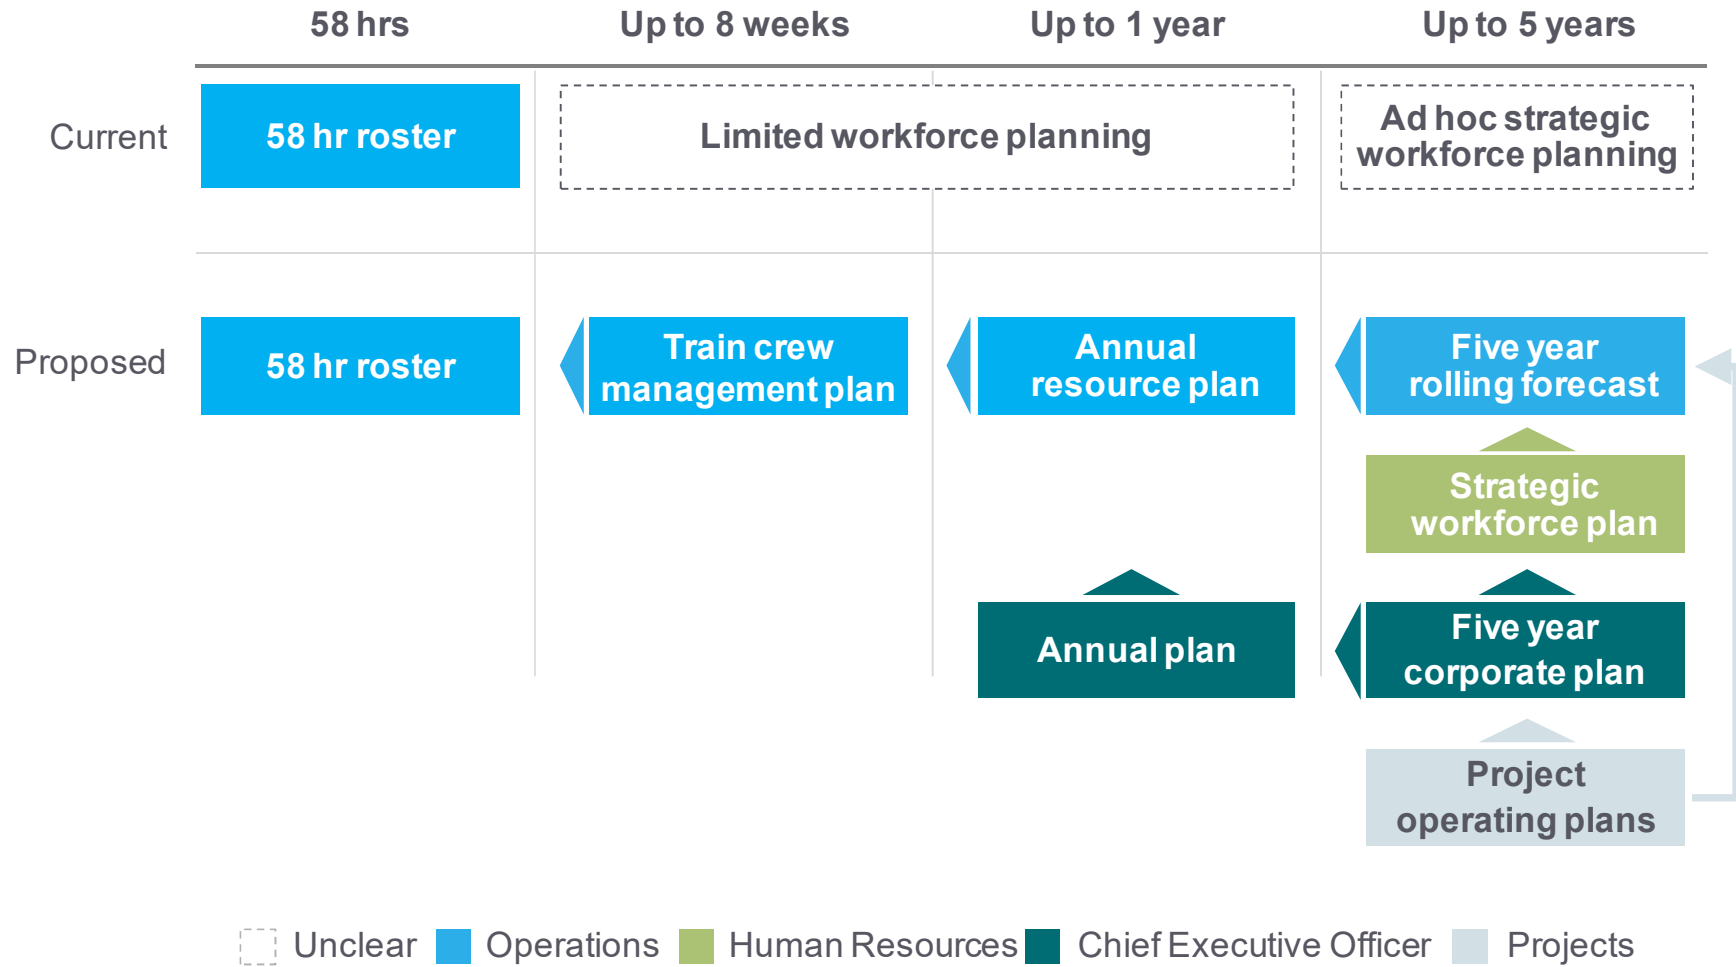 58 hrs
Up to 8 weeks
Up to 1 year
Up to 5 years
Current
58 hr roster
Limited workforce planning
Ad hoc strategic
workforce planning
Proposed
58 hr roster
Train crew
management plan
Annual
resource plan
Five year
rolling forecast
Strategic
workforce plan
Annual plan
Five year
corporate plan
Project
operating plans
Unclear
Operations
Human Resources
Chief Executive Officer
Projects